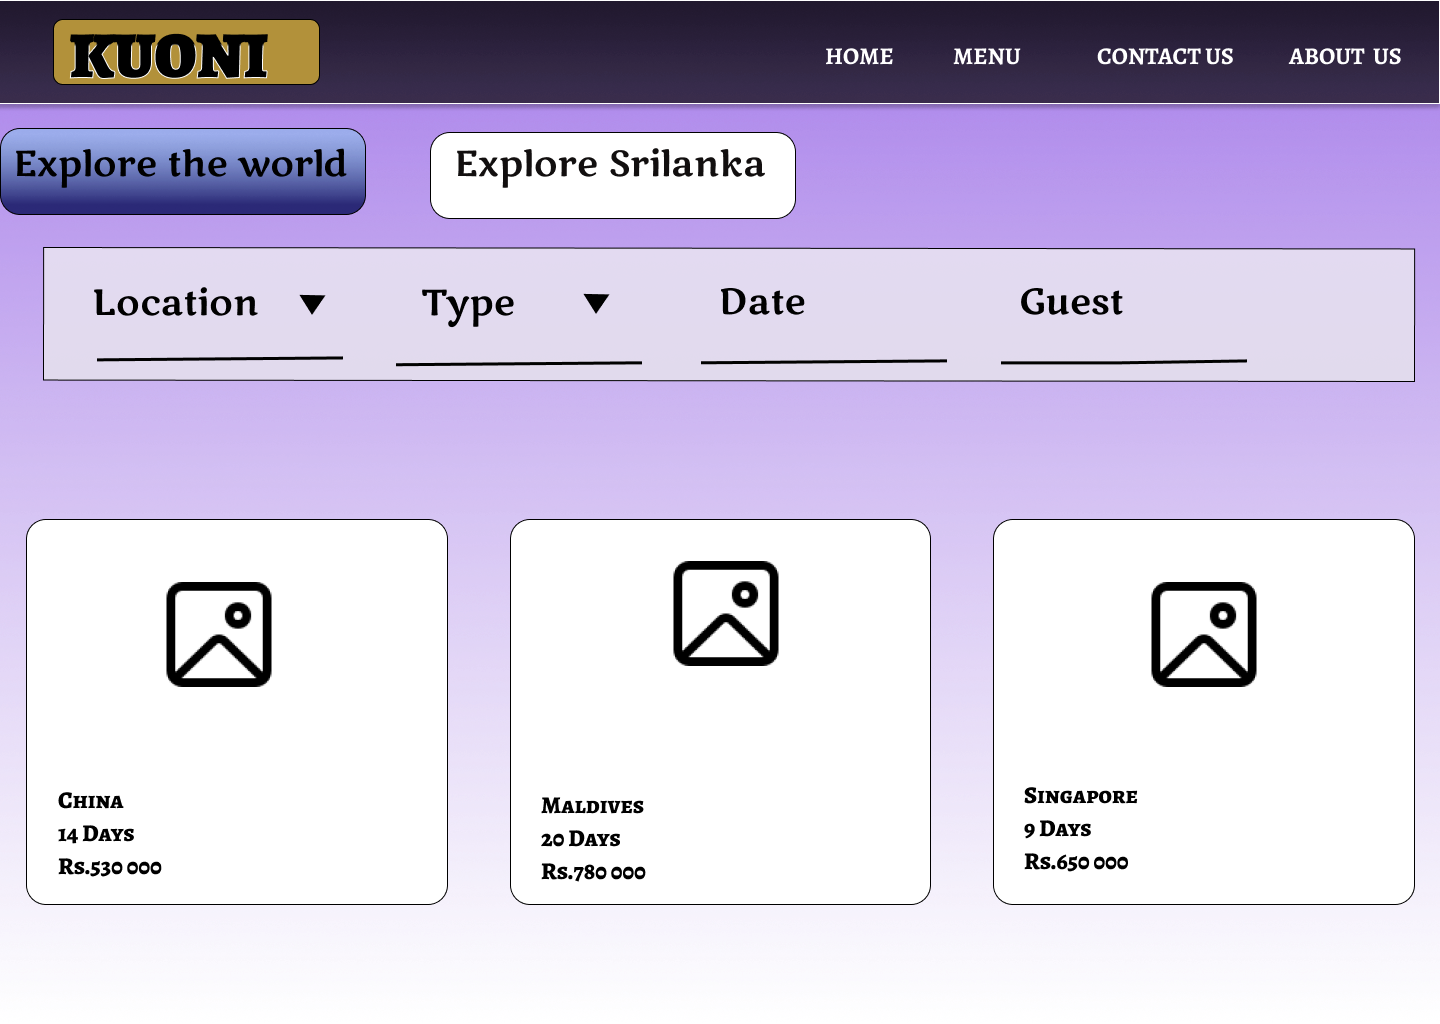 KUONI
HOME MENU CONTACT US ABOUT US
Explore the world Explore Srilanka
Location Type Date Guest
China
14 Days
Rs.530 000
Maldives
20 Days
Rs.780 000
Singapore
9 Days
Rs.650 000